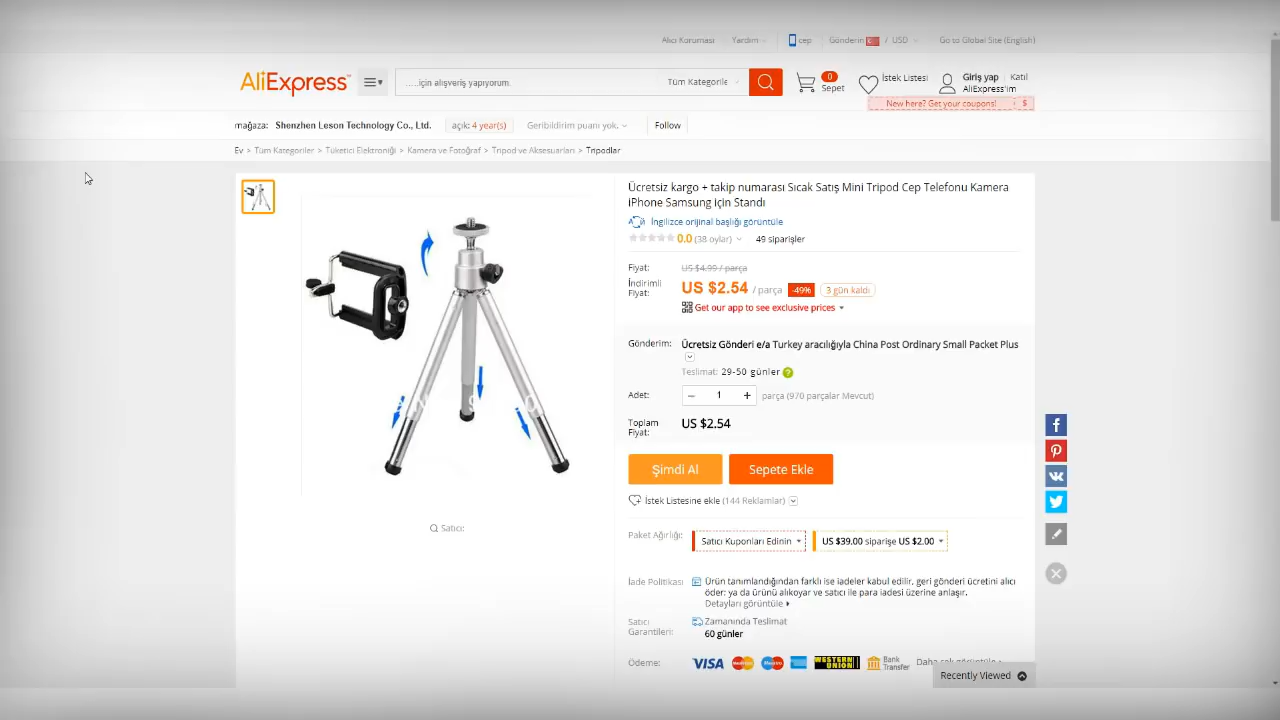 Alıcı Koruması Yardım cep Gönderin / USD Go to Global Site (English)
AliExpress™ .....için alışveriş yapıyorum. Tüm Kategorile 0 Sepet İstek Listesi Giriş yap Katıl AliExpress'im
New here? Get your coupons! $
mağaza: Shenzhen Leson Technology Co., Ltd. açık: 4 year(s) Geribildirim puanı yok. Follow
Ev > Tüm Kategoriler > Tüketici Elektroniği > Kamera ve Fotoğraf > Tripod ve Aksesuarları > Tripodlar
Ücretsiz kargo + takip numarası Sıcak Satış Mini Tripod Cep Telefonu Kamera
iPhone Samsung için Standı
İngilizce orijinal başlığı görüntüle
0.0 (38 oylar) 49 siparişler
Fiyat: US $4.99 / parça
İndirimli Fiyat: US $2.54 / parça -49% 3 gün kaldı
Get our app to see exclusive prices
Gönderim: Ücretsiz Gönderi e/a Turkey aracılığıyla China Post Ordinary Small Packet Plus
Teslimat: 29-50 günler ?
Adet: – 1 + parça (970 parçalar Mevcut)
Toplam Fiyat: US $2.54
Şimdi Al Sepete Ekle
İstek Listesine ekle (144 Reklamlar)
Satıcı:
Paket Ağırlığı: Satıcı Kuponları Edinin US $39.00 siparişe US $2.00
İade Politikası Ürün tanımlandığından farklı ise iadeler kabul edilir, geri gönderi ücretini alıcı
öder; ya da ürünü alıkoyar ve satıcı ile para iadesi üzerine anlaşır.
Detayları görüntüle
Satıcı Garantileri: Zamanında Teslimat
60 günler
Ödeme: VISA MasterCard Maestro WESTERN UNION Bank Transfer
Recently Viewed